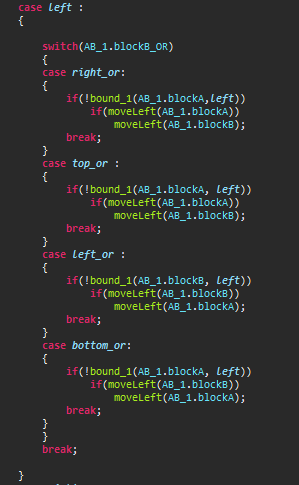 case left :
{
switch(AB_1.blockB_OR)
{
case right_or:
{
if(!bound_1(AB_1.blockA,left))
if(moveLeft(AB_1.blockA))
moveLeft(AB_1.blockB);
break;
}
case top_or :
{
if(!bound_1(AB_1.blockA, left))
if(moveLeft(AB_1.blockA))
moveLeft(AB_1.blockB);
break;
}
case left_or :
{
if(!bound_1(AB_1.blockB, left))
if(moveLeft(AB_1.blockB))
moveLeft(AB_1.blockA);
break;
}
case bottom_or:
{
if(!bound_1(AB_1.blockA, left))
if(moveLeft(AB_1.blockB))
moveLeft(AB_1.blockA);
break;
}
}
break;
}